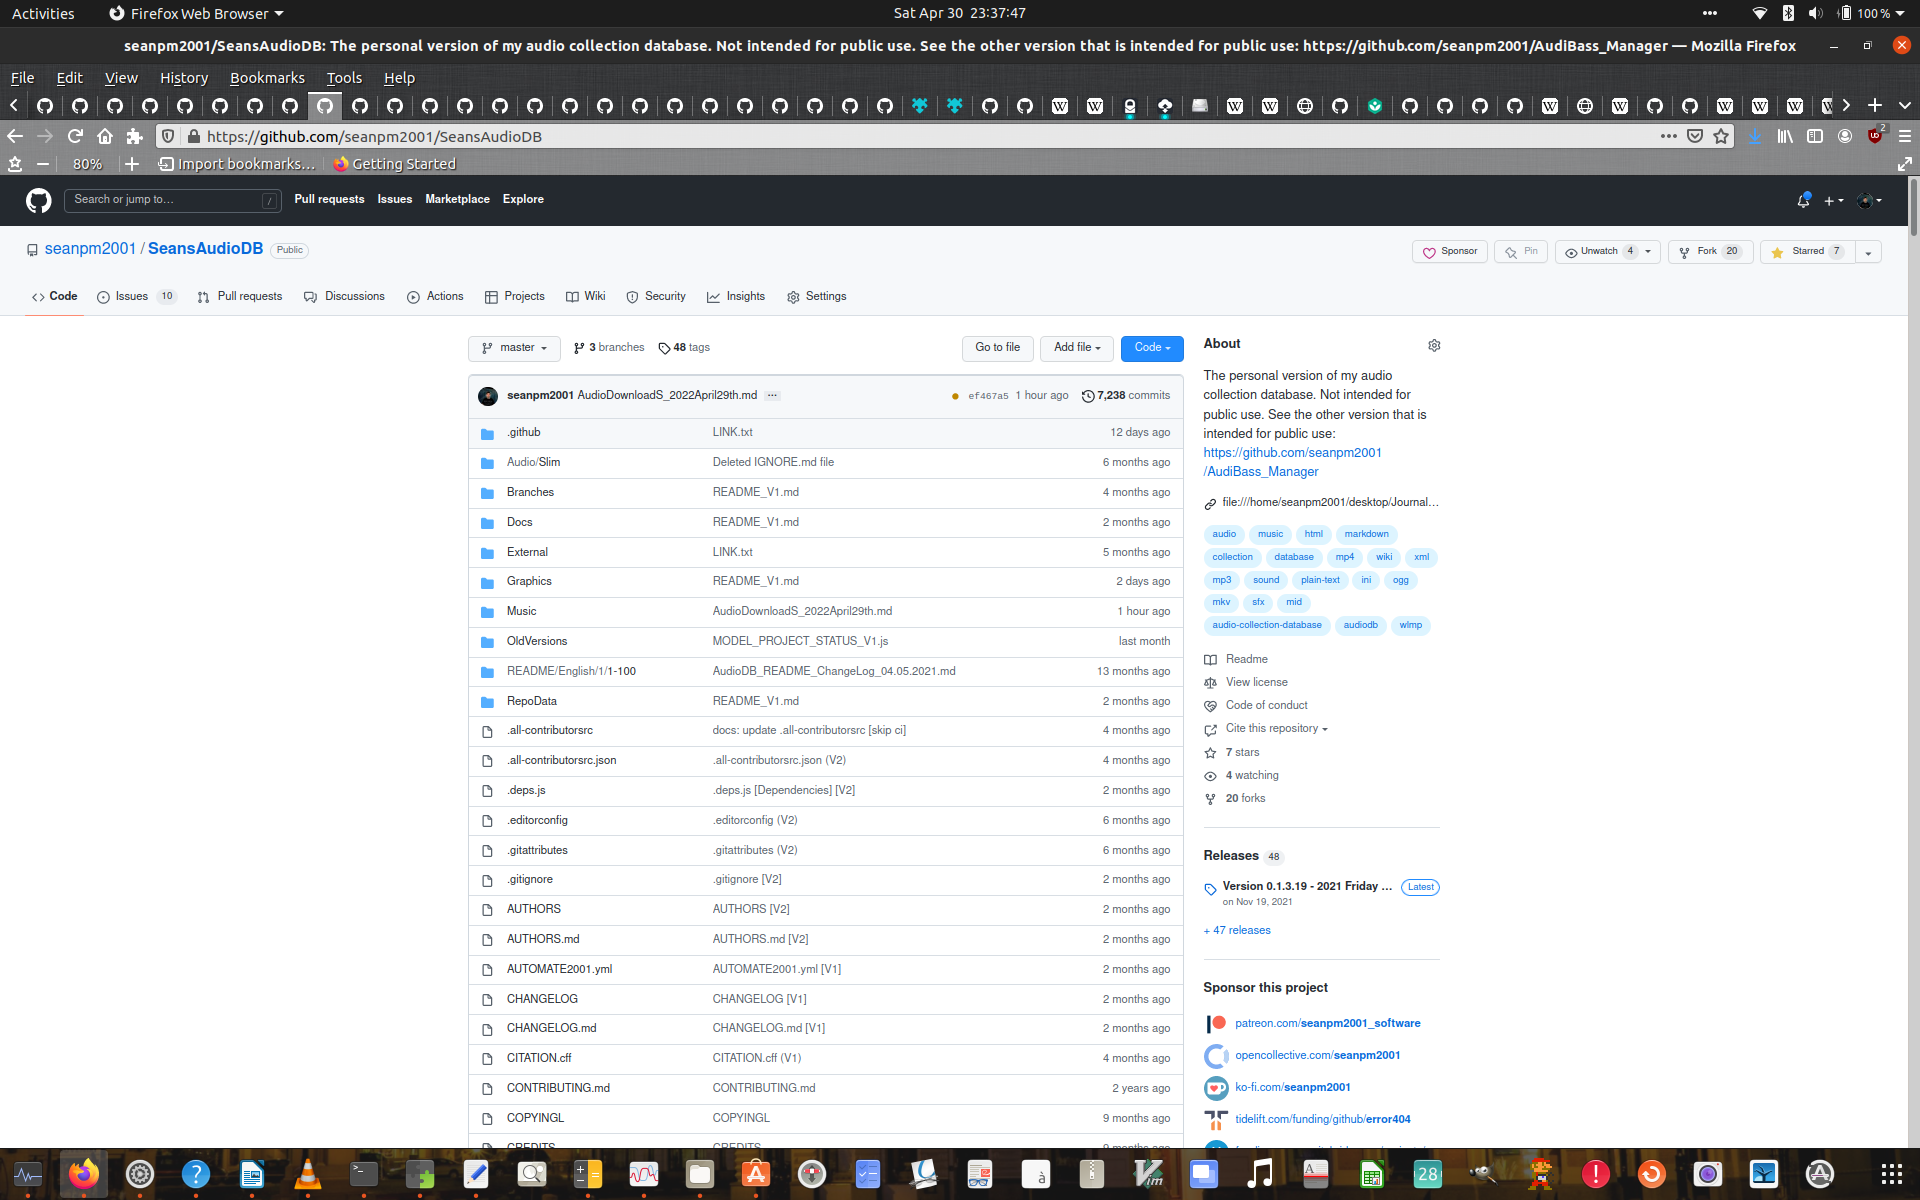 Activities
Firefox Web Browser
Sat Apr 30 23:37:47
100 %
seanpm2001/SeansAudioDB: The personal version of my audio collection database. Not intended for public use. See the other version that is intended for public use: https://github.com/seanpm2001/AudiBass_Manager — Mozilla Firefox
File Edit View History Bookmarks Tools Help
https://github.com/seanpm2001/SeansAudioDB
2
80%
Import bookmarks...
Getting Started
Search or jump to...
/
Pull requests Issues Marketplace Explore
seanpm2001 / SeansAudioDB Public
Sponsor
Pin
Unwatch 4
Fork 20
Starred 7
Code
Issues 10
Pull requests
Discussions
Actions
Projects
Wiki
Security
Insights
Settings
master
3 branches
48 tags
Go to file
Add file
Code
seanpm2001 AudioDownloadS_2022April29th.md ...
ef467a5 1 hour ago
7,238 commits
.github LINK.txt 12 days ago
Audio/Slim Deleted IGNORE.md file 6 months ago
Branches README_V1.md 4 months ago
Docs README_V1.md 2 months ago
External LINK.txt 5 months ago
Graphics README_V1.md 2 days ago
Music AudioDownloadS_2022April29th.md 1 hour ago
OldVersions MODEL_PROJECT_STATUS_V1.js last month
README/English/1/1-100 AudioDB_README_ChangeLog_04.05.2021.md 13 months ago
RepoData README_V1.md 2 months ago
.all-contributorsrc docs: update .all-contributorsrc [skip ci] 4 months ago
.all-contributorsrc.json .all-contributorsrc.json (V2) 4 months ago
.deps.js .deps.js [Dependencies] [V2] 2 months ago
.editorconfig .editorconfig (V2) 6 months ago
.gitattributes .gitattributes (V2) 6 months ago
.gitignore .gitignore [V2] 2 months ago
AUTHORS AUTHORS [V2] 2 months ago
AUTHORS.md AUTHORS.md [V2] 2 months ago
AUTOMATE2001.yml AUTOMATE2001.yml [V1] 2 months ago
CHANGELOG CHANGELOG [V1] 2 months ago
CHANGELOG.md CHANGELOG.md [V1] 2 months ago
CITATION.cff CITATION.cff (V1) 4 months ago
CONTRIBUTING.md CONTRIBUTING.md 2 years ago
COPYINGL COPYINGL 9 months ago
CREDITS CREDITS 9 months ago
About
The personal version of my audio
collection database. Not intended for
public use. See the other version that is
intended for public use:
https://github.com/seanpm2001
/AudiBass_Manager
file:///home/seanpm2001/desktop/Journal...
audio music html markdown
collection database mp4 wiki xml
mp3 sound plain-text ini ogg
mkv sfx mid
audio-collection-database audiodb wlmp
Readme
View license
Code of conduct
Cite this repository
7 stars
4 watching
20 forks
Releases 48
Version 0.1.3.19 - 2021 Friday ... Latest
on Nov 19, 2021
+ 47 releases
Sponsor this project
patreon.com/seanpm2001_software
opencollective.com/seanpm2001
ko-fi.com/seanpm2001
tidelift.com/funding/github/error404
28